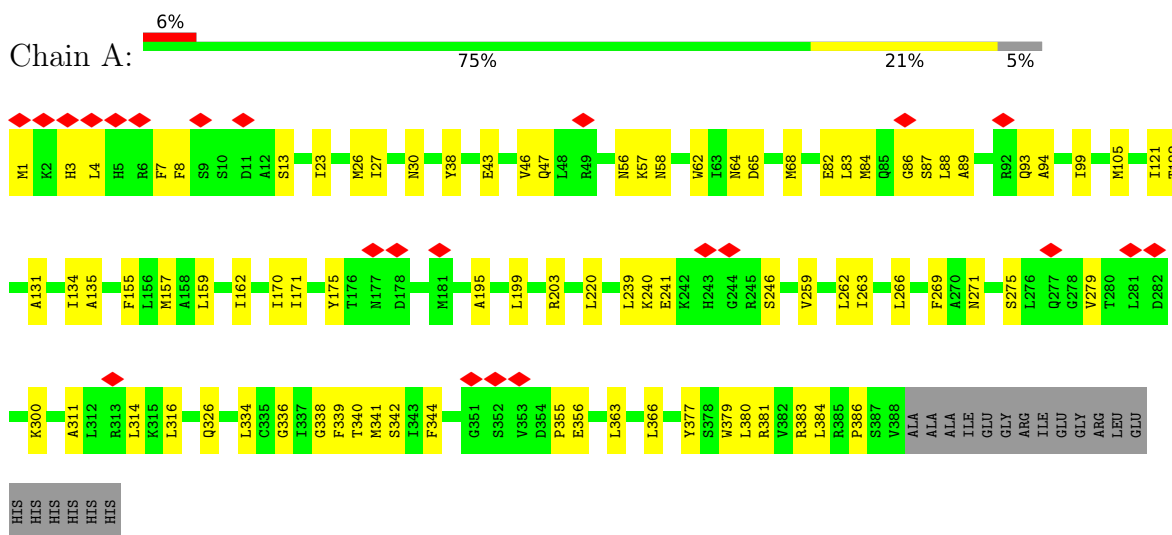 6%
Chain A:
75% 21% 5%
M1 K2 H3 L4 H5 R6 F7 F8 S9 S10 D11 A12 S13 I23 M26 I27 N30 Y38 E43 V46 Q47 L48 R49 N56 K57 N58 W62 I63 N64 D65 M68 E82 L83 M84 Q85 G86 S87 L88 A89 R92 Q93 A94 I99 M105 I121
A131 I134 A135 F155 L156 M157 A158 L159 I162 I170 I171 Y175 T176 N177 D178 M181 A195 L199 R203 L220 L239 K240 E241 K242 H243 G244 R245 S246 V259 L262 I263 L266 F269 A270 N271 S275 L276 Q277 G278 V279 T280 L281 D282
K300 A311 L312 R313 L314 K315 L316 Q326 L334 C335 G336 I337 G338 F339 T340 M341 S342 I343 F344 G351 S352 V353 D354 P355 E356 L363 L366 Y377 S378 W379 L380 R381 V382 R383 L384 R385 P386 S387 V388 ALA ALA ALA ILE GLU GLY ARG ILE GLU GLY ARG LEU GLU
HIS HIS HIS HIS HIS HIS